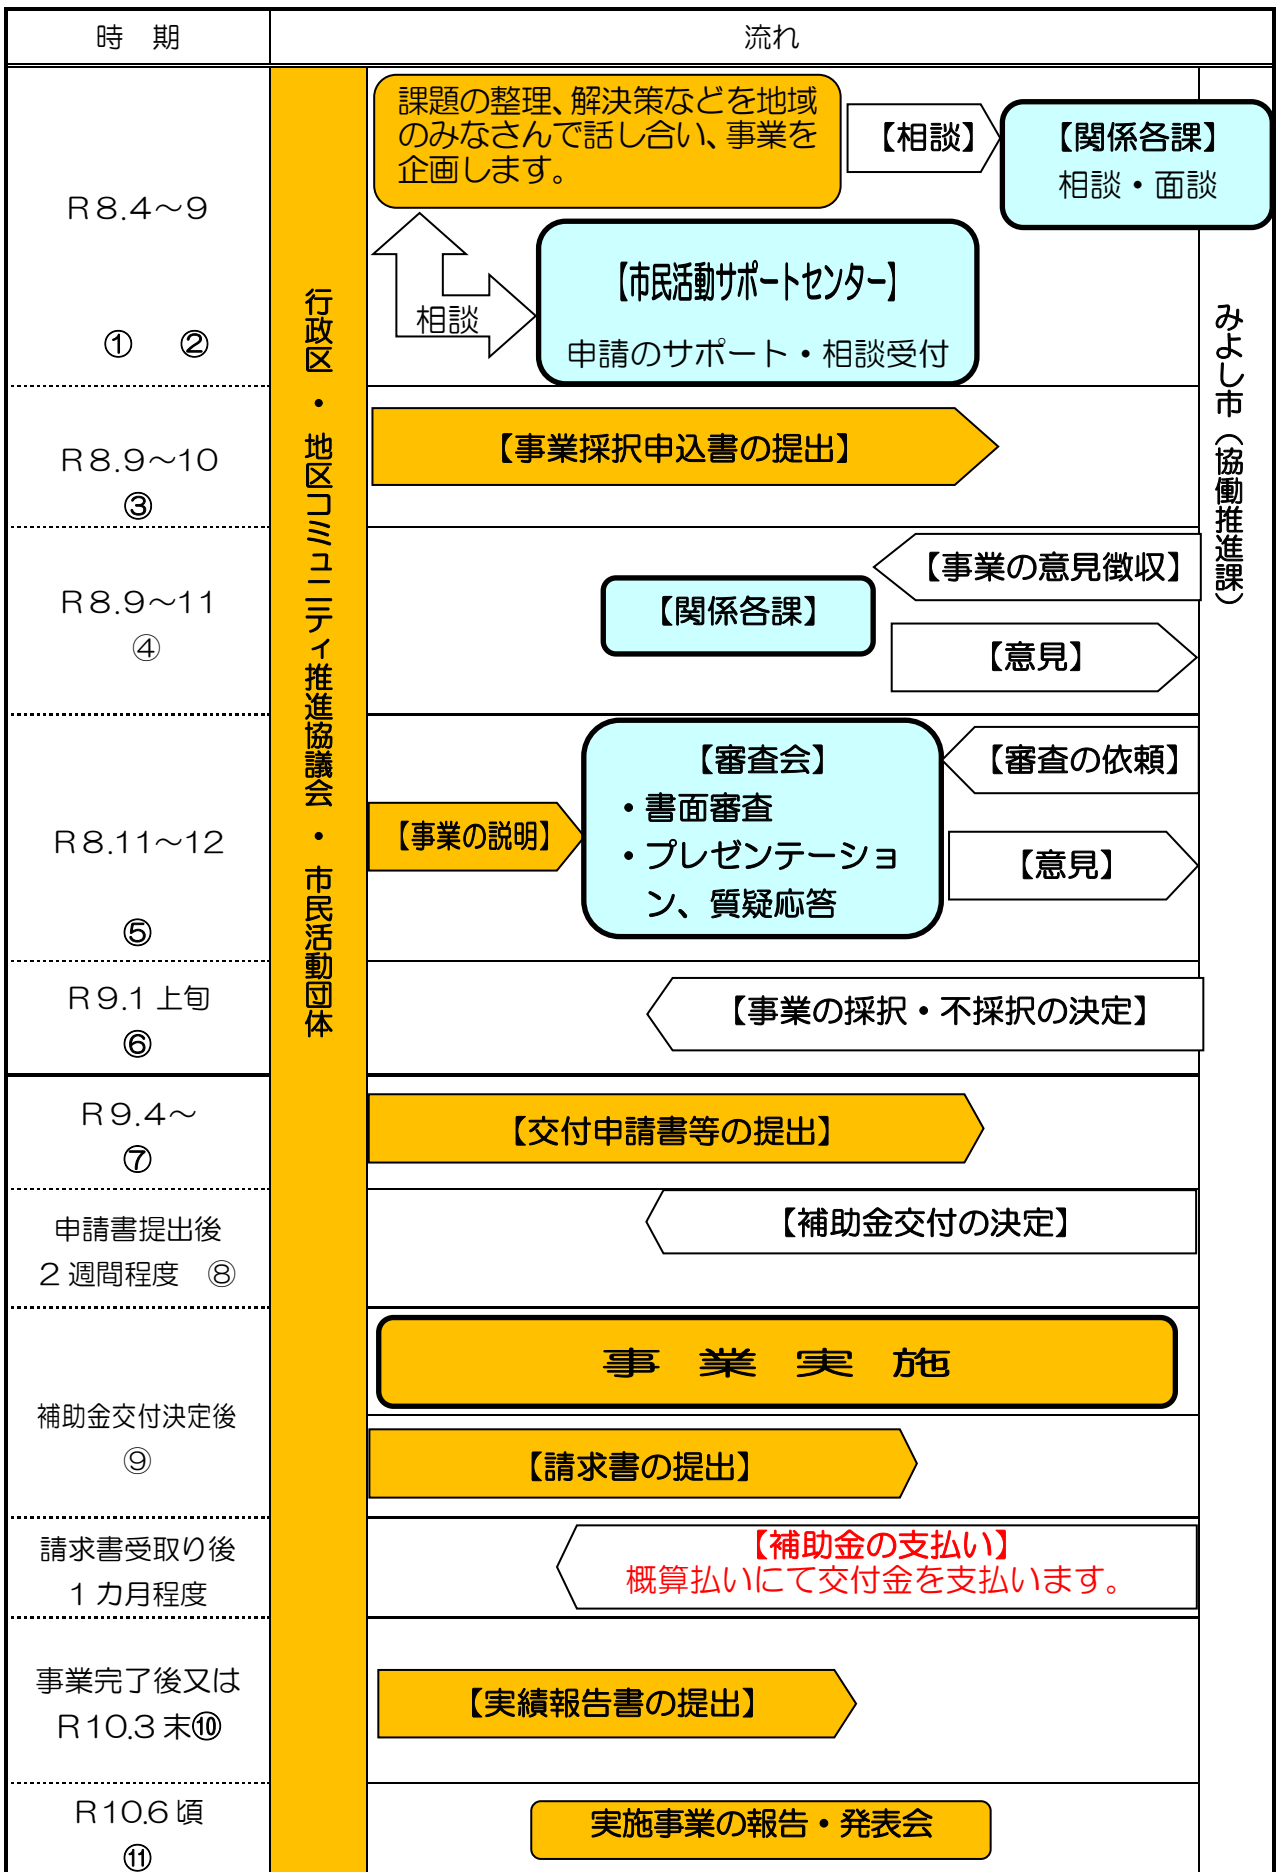 時　期
流れ
行政区　・　地区コミュニティ推進協議会　・　市民活動団体
みよし市（協働推進課）
R8.4～9
①　②
課題の整理、解決策などを地域
のみなさんで話し合い、事業を
企画します。
【相談】
【関係各課】
相談・面談
相談
【市民活動サポートセンター】
申請のサポート・相談受付
R8.9～10
③
【事業採択申込書の提出】
R8.9～11
④
【事業の意見徴収】
【関係各課】
【意見】
R8.11～12
⑤
【事業の説明】
【審査会】
・書面審査
・プレゼンテーショ
ン、質疑応答
【審査の依頼】
【意見】
R9.1 上旬
⑥
【事業の採択・不採択の決定】
R9.4～
⑦
【交付申請書等の提出】
申請書提出後
2 週間程度　⑧
【補助金交付の決定】
事　業　実　施
補助金交付決定後
⑨
【請求書の提出】
請求書受取り後
1 カ月程度
【補助金の支払い】
概算払いにて交付金を支払います。
事業完了後又は
R10.3 末⑩
【実績報告書の提出】
R10.6 頃
⑪
実施事業の報告・発表会